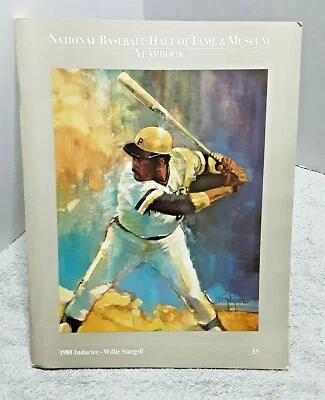 NATIONAL BASEBALL HALL OF FAME & MUSEUM
YEARBOOK
P
1988 Inductee—Willie Stargell
$5